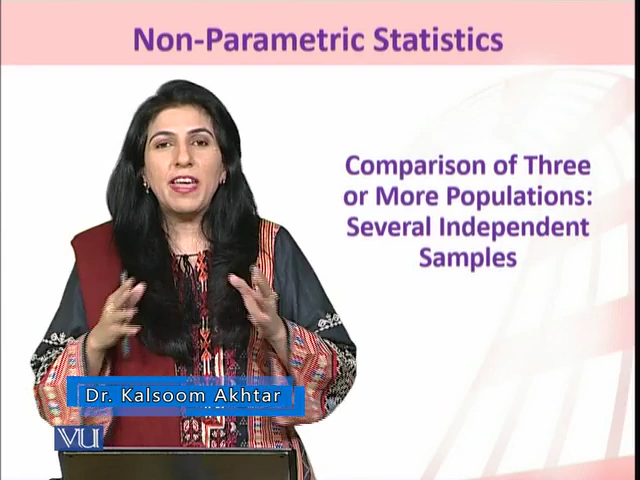 Non-Parametric Statistics
Comparison of Three
or More Populations:
Several Independent
Samples
Dr. Kalsoom Akhtar
VU